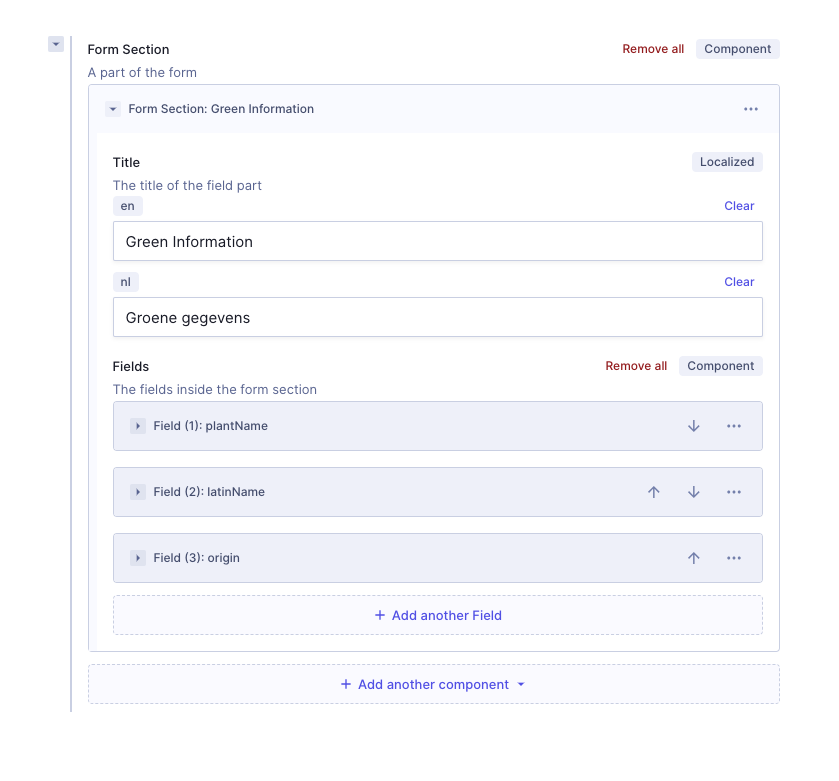 Form Section
Remove all
Component
A part of the form
Form Section: Green Information
Title
Localized
The title of the field part
en
Clear
Green Information
nl
Clear
Groene gegevens
Fields
Remove all
Component
The fields inside the form section
Field (1): plantName
Field (2): latinName
Field (3): origin
+ Add another Field
+ Add another component